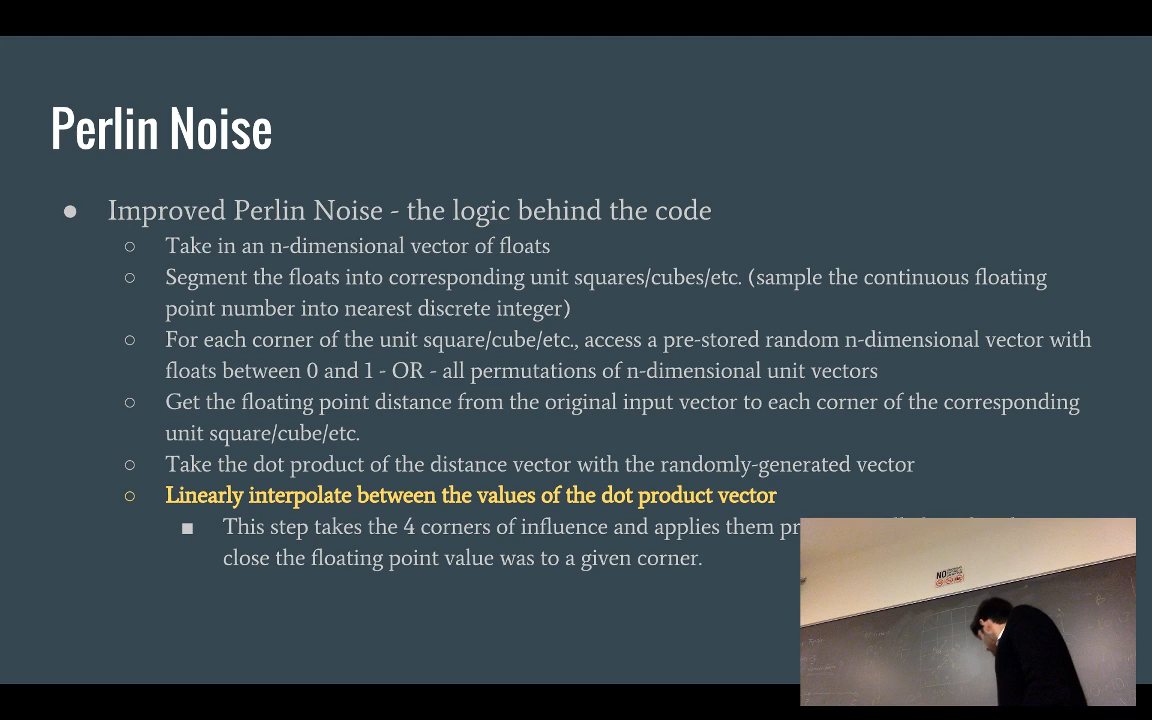 Perlin Noise
● Improved Perlin Noise - the logic behind the code
○ Take in an n-dimensional vector of floats
○ Segment the floats into corresponding unit squares/cubes/etc. (sample the continuous floating
point number into nearest discrete integer)
○ For each corner of the unit square/cube/etc., access a pre-stored random n-dimensional vector with
floats between 0 and 1 - OR - all permutations of n-dimensional unit vectors
○ Get the floating point distance from the original input vector to each corner of the corresponding
unit square/cube/etc.
○ Take the dot product of the distance vector with the randomly-generated vector
○ Linearly interpolate between the values of the dot product vector
■ This step takes the 4 corners of influence and applies them
close the floating point value was to a given corner.
NO